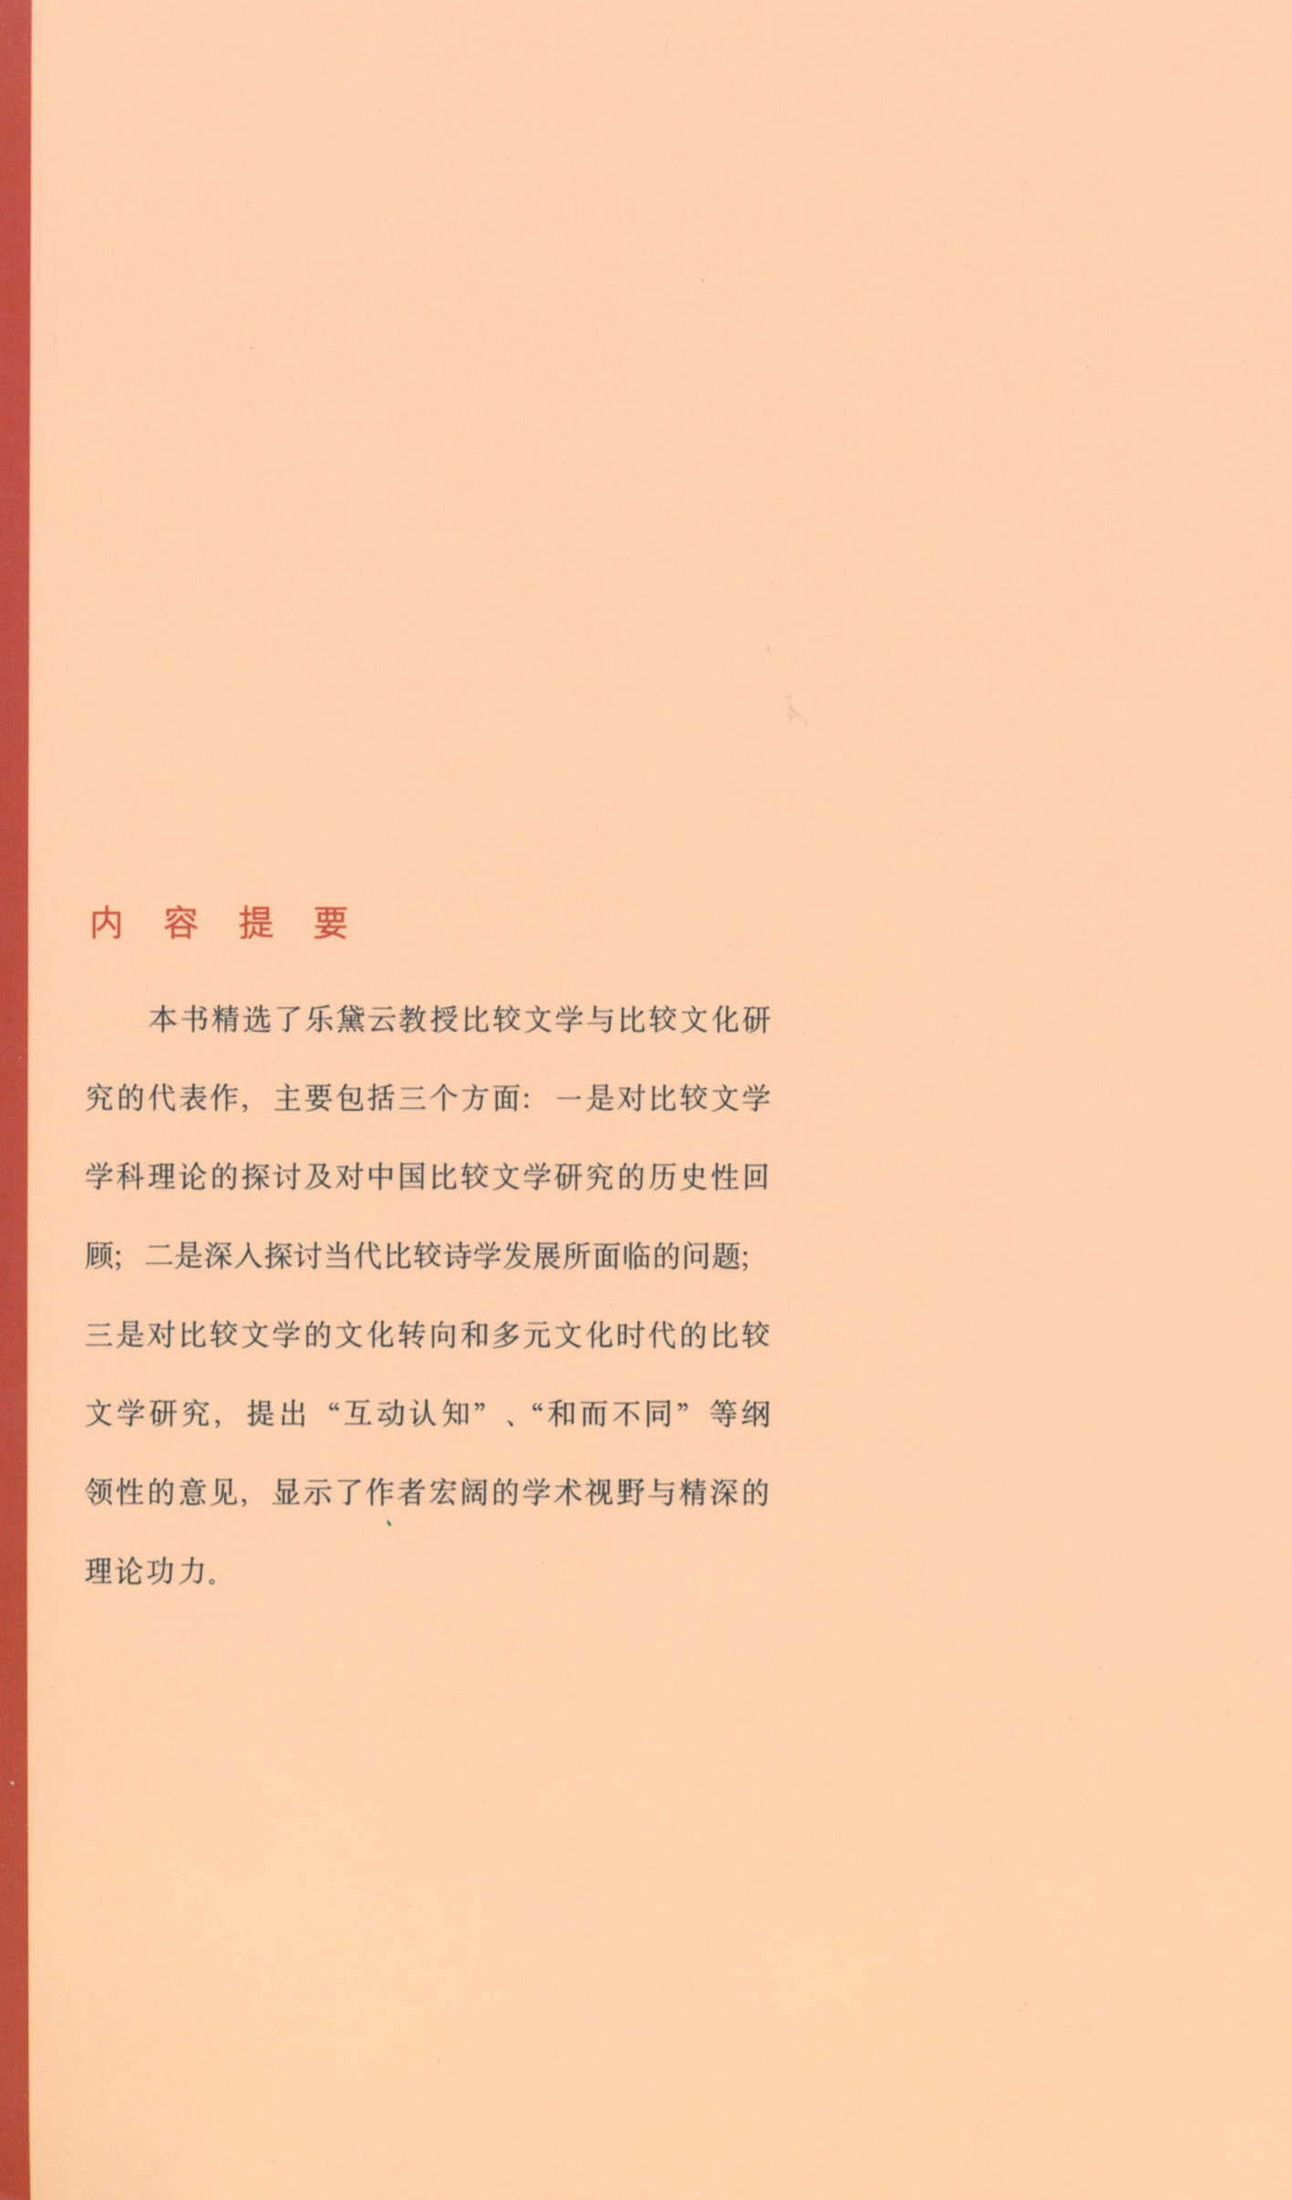 内容提要
本书精选了乐黛云教授比较文学与比较文化研
究的代表作，主要包括三个方面：一是对比较文学
学科理论的探讨及对中国比较文学研究的历史性回
顾；二是深入探讨当代比较诗学发展所面临的问题；
三是对比较文学的文化转向和多元文化时代的比较
文学研究，提出“互动认知”、“和而不同”等纲
领性的意见，显示了作者宏阔的学术视野与精深的
理论功力。